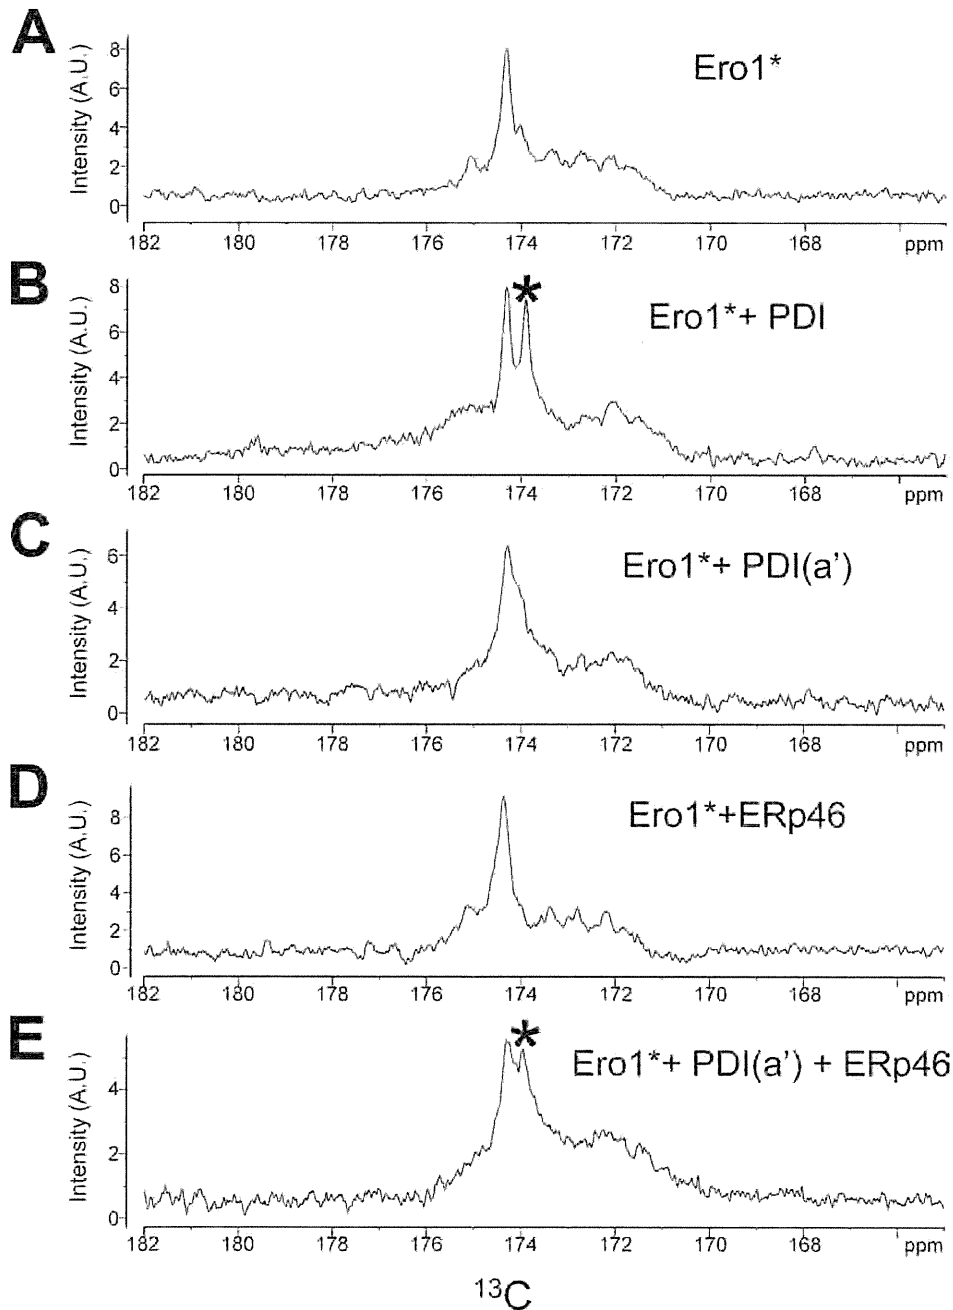 A
Ero1*
Intensity (A.U.)
8
6
4
2
0
182 180 178 176 174 172 170 168 ppm
B
*
Ero1*+ PDI
Intensity (A.U.)
8
6
4
2
0
182 180 178 176 174 172 170 168 ppm
C
Ero1*+ PDI(a')
Intensity (A.U.)
6
4
2
0
182 180 178 176 174 172 170 168 ppm
D
Ero1*+ERp46
Intensity (A.U.)
8
6
4
2
0
182 180 178 176 174 172 170 168 ppm
E
*
Ero1*+ PDI(a') + ERp46
Intensity (A.U.)
4
2
0
182 180 178 176 174 172 170 168 ppm
13C